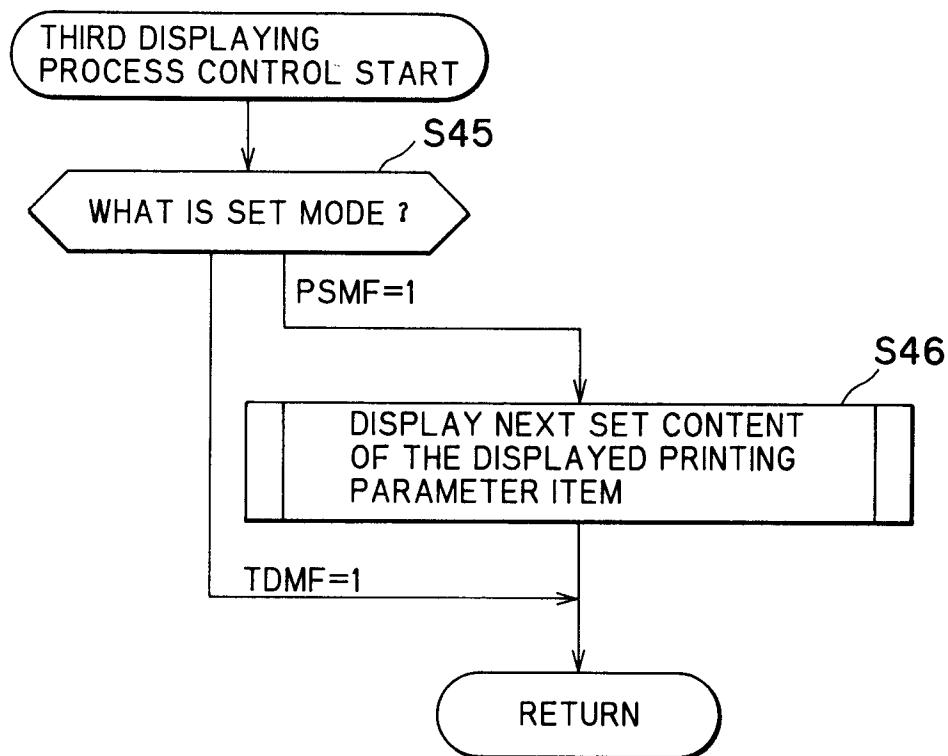 THIRD DISPLAYING
PROCESS CONTROL START
S45
WHAT IS SET MODE ?
PSMF=1
S46
DISPLAY NEXT SET CONTENT
OF THE DISPLAYED PRINTING
PARAMETER ITEM
TDMF=1
RETURN